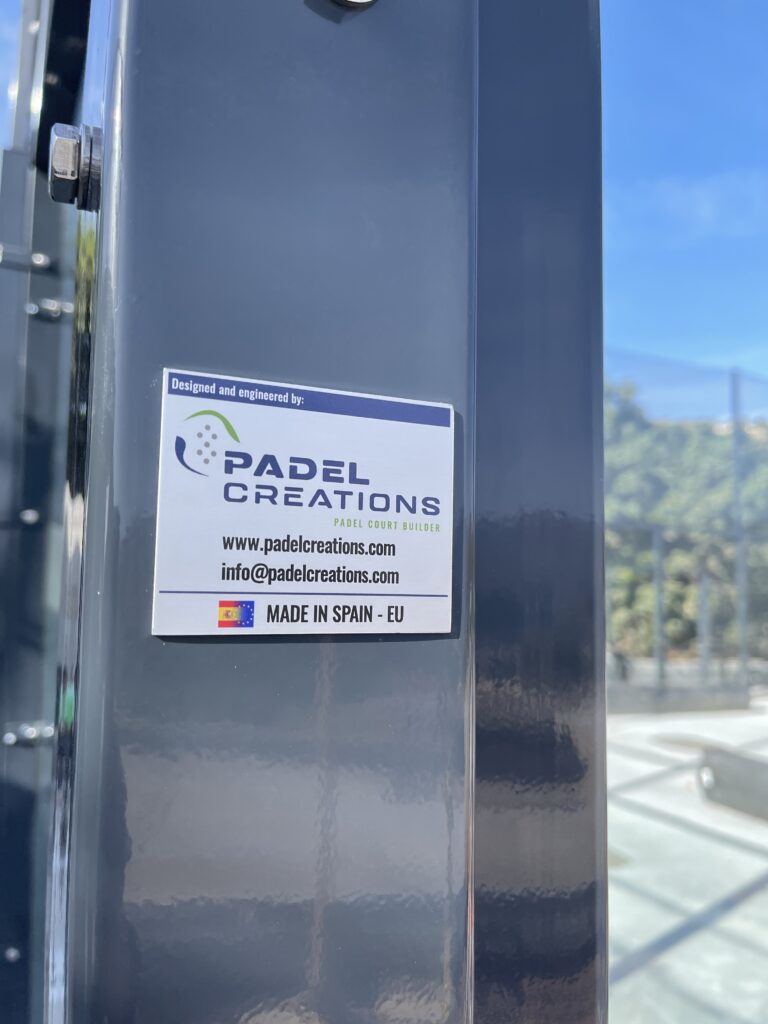 Designed and engineered by:
PADEL
CREATIONS
PADEL COURT BUILDER
www.padelcreations.com
info@padelcreations.com
MADE IN SPAIN - EU